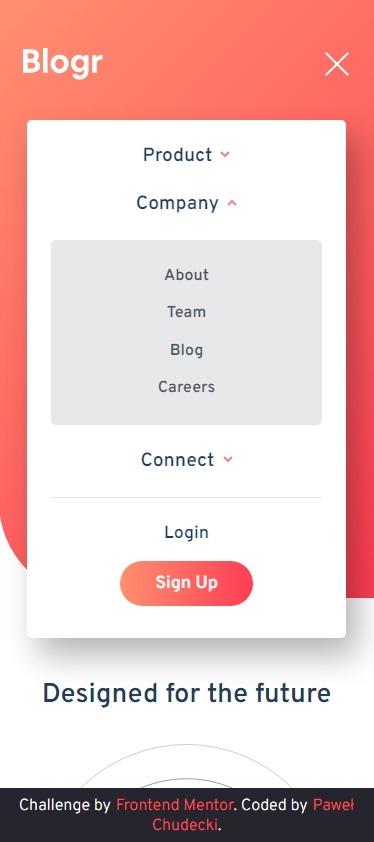 Blogr
Product
Company
About
Team
Blog
Careers
Connect
Login
Sign Up
Designed for the future
Challenge by Frontend Mentor. Coded by Paweł
Chudecki.